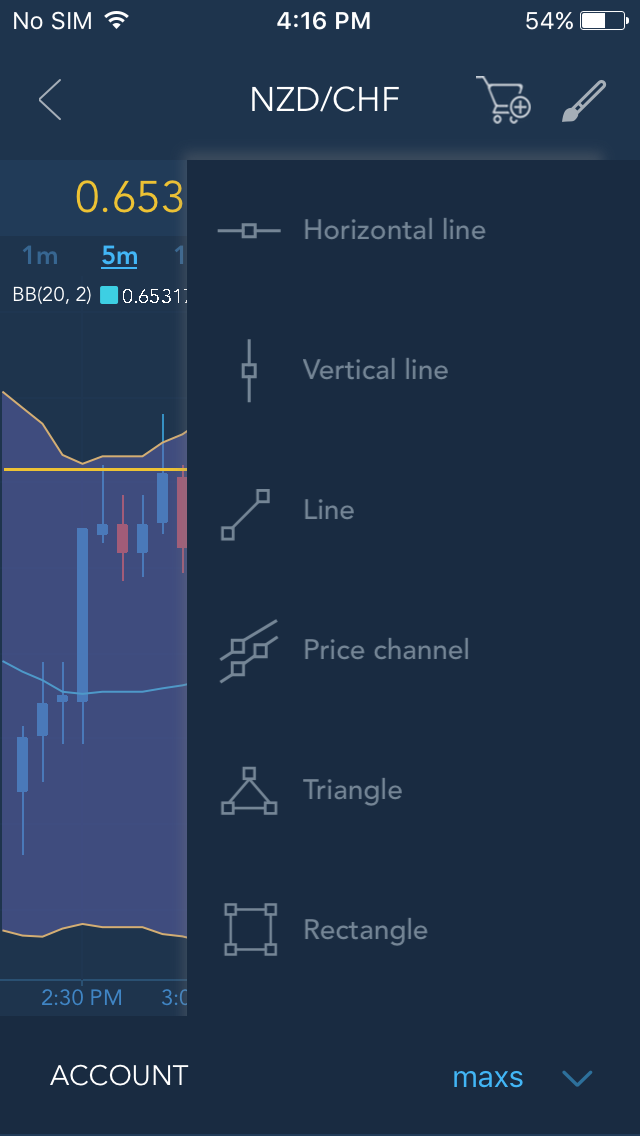 No SIM 4:16 PM 54%
NZD/CHF
0.653
1m 5m 1
BB(20, 2) 0.65317
Horizontal line
Vertical line
Line
Price channel
Triangle
Rectangle
2:30 PM 3:0
ACCOUNT maxs